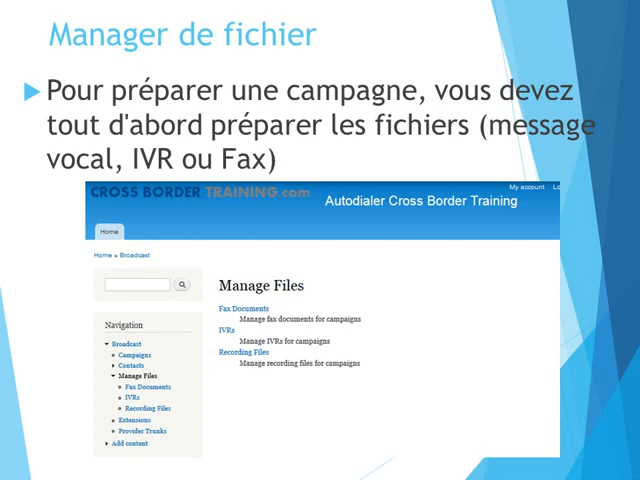 Manager de fichier
Pour préparer une campagne, vous devez
tout d'abord préparer les fichiers (message
vocal, IVR ou Fax)
CROSS BORDER TRAINING.com
My account Lo
Autodialer Cross Border Training
Home
Home » Broadcast
Manage Files
Fax Documents
Manage fax documents for campaigns
IVRs
Manage IVRs for campaigns
Recording Files
Manage recording files for campaigns
Navigation
Broadcast
Campaigns
Contacts
Manage Files
Fax Documents
IVRs
Recording Files
Extensions
Provider Trunks
Add content